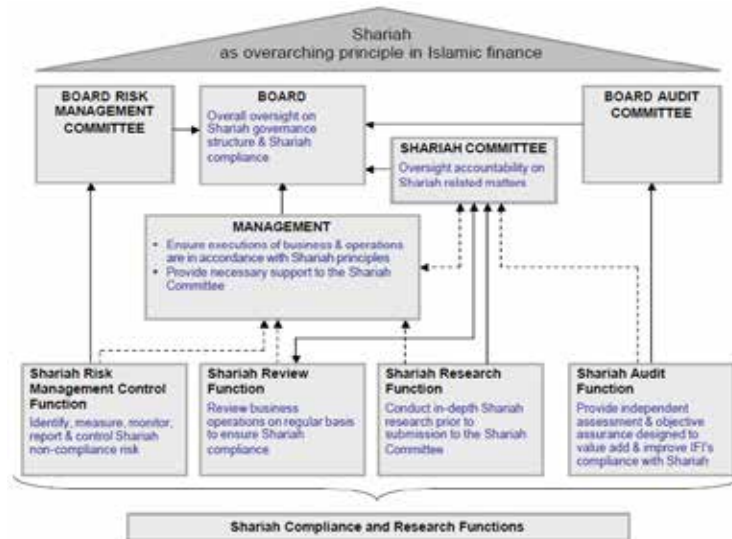 Shariah
as overarching principle in Islamic finance
BOARD RISK
MANAGEMENT
COMMITTEE
BOARD
Overall oversight on
Shariah governance
structure & Shariah
compliance
BOARD AUDIT
COMMITTEE
SHARIAH COMMITTEE
Oversight accountability on
Shariah related matters
MANAGEMENT
• Ensure executions of business & operations
are in accordance with Shariah principles
• Provide necessary support to the Shariah
Committee
Shariah Risk
Management Control
Function
Identify, measure, monitor,
report & control Shariah
non-compliance risk
Shariah Review
Function
Review business
operations on regular basis
to ensure Shariah
compliance
Shariah Research
Function
Conduct in-depth Shariah
research prior to
submission to the Shariah
Committee
Shariah Audit
Function
Provide independent
assessment & objective
assurance designed to
value add & improve IFI's
compliance with Shariah
Shariah Compliance and Research Functions